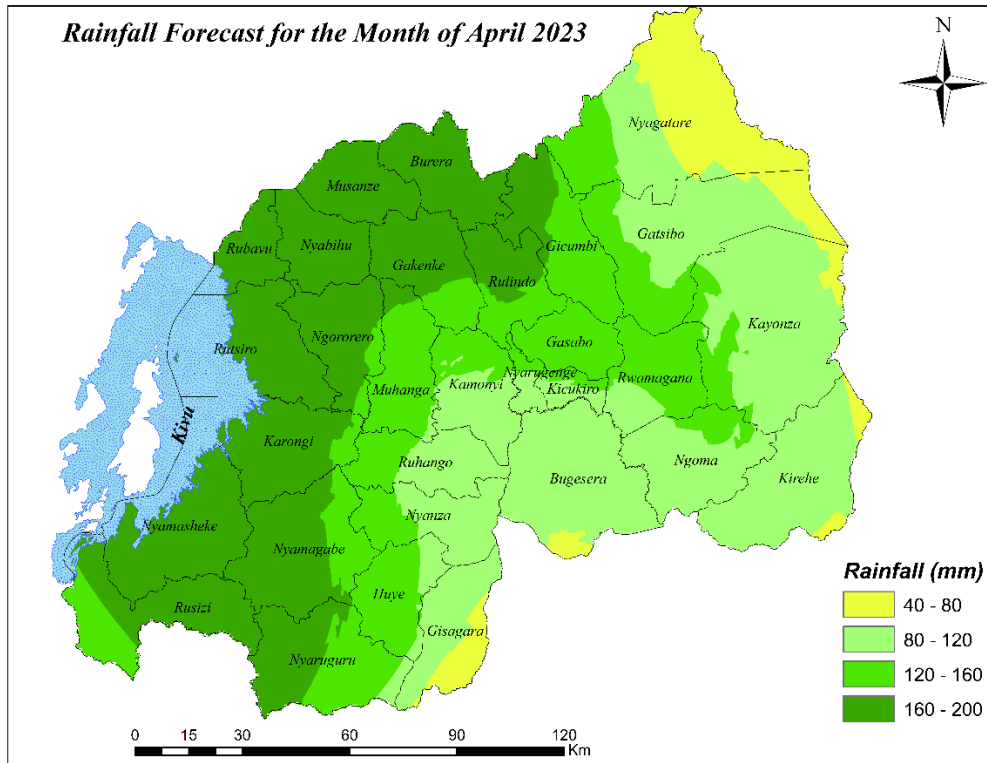 Rainfall Forecast for the Month of April 2023
N
Nyagatare
Burera
Musanze
Rubavu
Nyabihu
Gatsibo
Gicumbi
Gakenke
Rulindo
Kayonza
Rutsiro
Ngororero
Gasabo
Nyarugenge
Muhanga
Kamonyi
Kicukiro
Rwamagana
Kivu
Karongi
Ruhango
Bugesera
Ngoma
Kirehe
Nyanza
Nyamasheke
Nyamagabe
Huye
Rusizi
Gisagara
Nyaruguru
Rainfall (mm)
40 - 80
80 - 120
120 - 160
160 - 200
0 15 30 60 90 120
Km